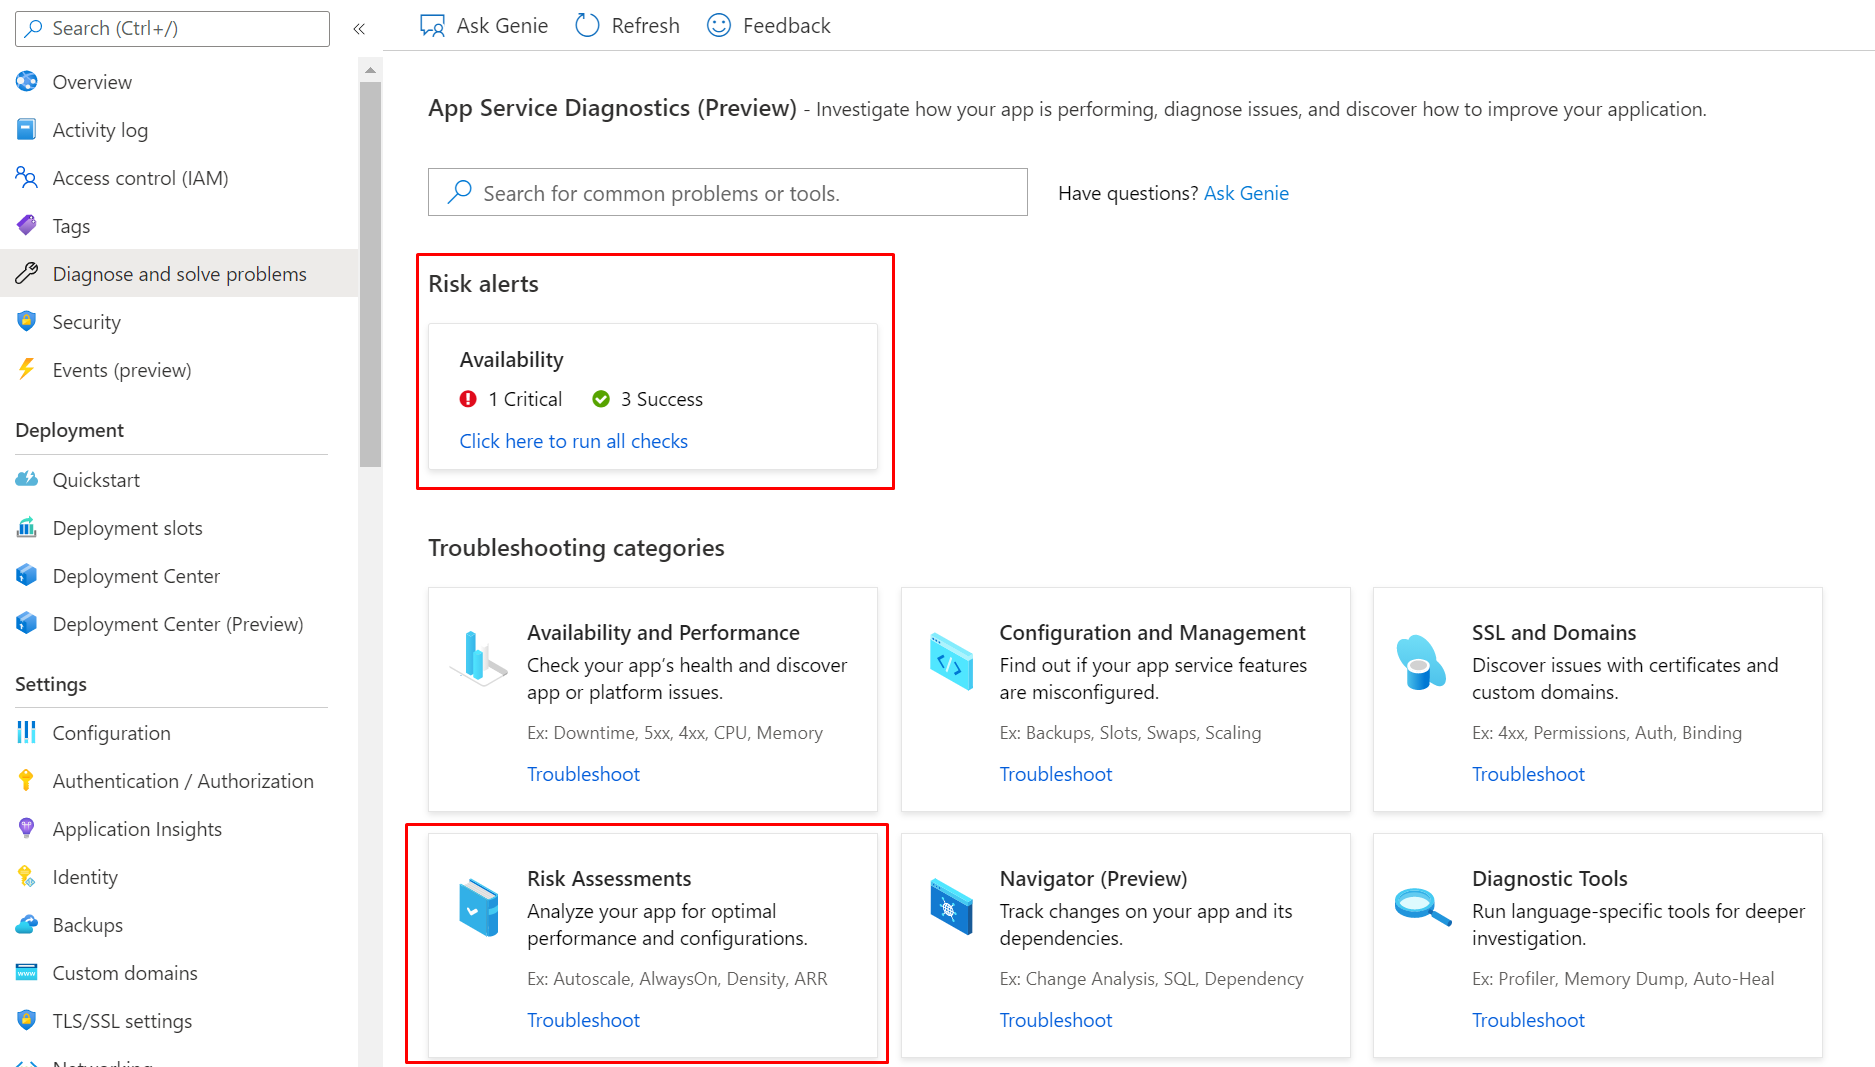 Search (Ctrl+/)
«
Overview
Activity log
Access control (IAM)
Tags
Diagnose and solve problems
Security
Events (preview)
Deployment
Quickstart
Deployment slots
Deployment Center
Deployment Center (Preview)
Settings
Configuration
Authentication / Authorization
Application Insights
Identity
Backups
Custom domains
TLS/SSL settings
Networking
Ask Genie
Refresh
Feedback
App Service Diagnostics (Preview) - Investigate how your app is performing, diagnose issues, and discover how to improve your application.
Search for common problems or tools.
Have questions? Ask Genie
Risk alerts
Availability
1 Critical
3 Success
Click here to run all checks
Troubleshooting categories
Availability and Performance
Check your app’s health and discover
app or platform issues.
Ex: Downtime, 5xx, 4xx, CPU, Memory
Troubleshoot
Configuration and Management
Find out if your app service features
are misconfigured.
Ex: Backups, Slots, Swaps, Scaling
Troubleshoot
SSL and Domains
Discover issues with certificates and
custom domains.
Ex: 4xx, Permissions, Auth, Binding
Troubleshoot
Risk Assessments
Analyze your app for optimal
performance and configurations.
Ex: Autoscale, AlwaysOn, Density, ARR
Troubleshoot
Navigator (Preview)
Track changes on your app and its
dependencies.
Ex: Change Analysis, SQL, Dependency
Troubleshoot
Diagnostic Tools
Run language-specific tools for deeper
investigation.
Ex: Profiler, Memory Dump, Auto-Heal
Troubleshoot